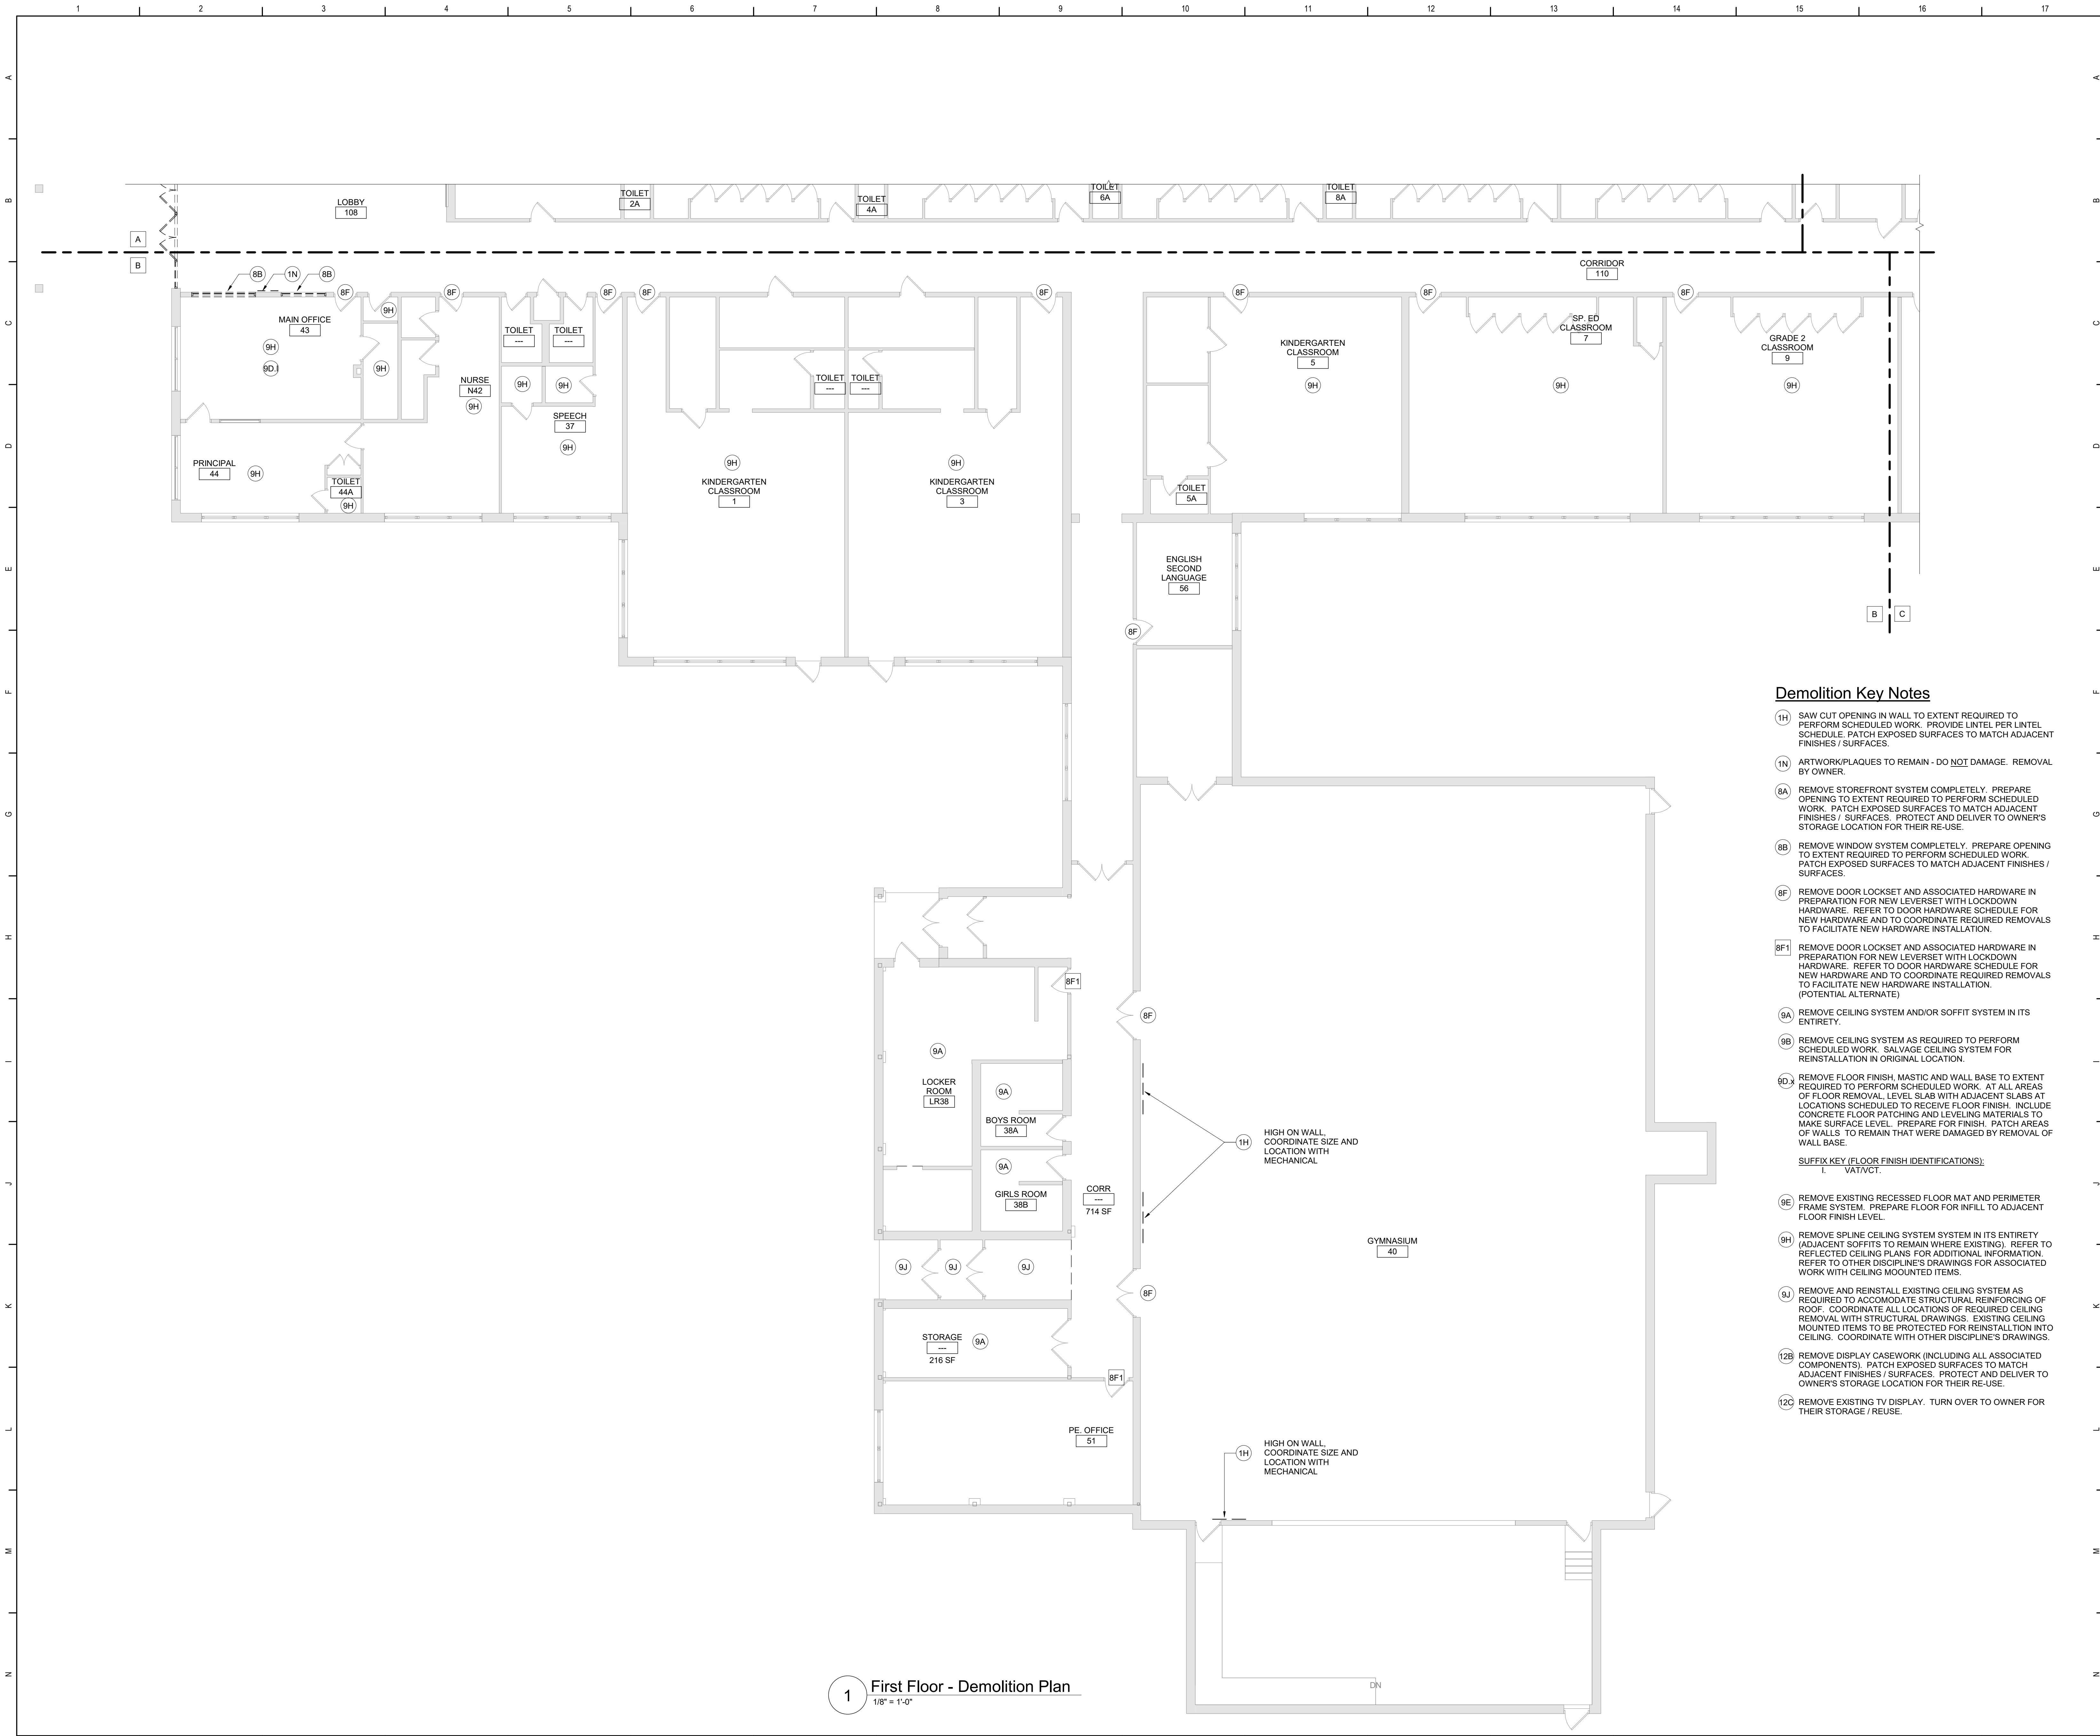 1 2 3 4 5 6 7 8 9 10 11 12 13 14 15 16 17
A A
B B
C C
D D
E E
F F
G G
H H
I I
J J
K K
L L
M M
N N
LOBBY
108
TOILET
2A
TOILET
4A
TOILET
6A
TOILET
8A
A
B
CORRIDOR
110
8B
1N
8B
8F
8F
8F
8F
8F
8F
8F
8F
MAIN OFFICE
43
9H
9D.I
9H
9H
NURSE
N42
9H
TOILET
---
TOILET
---
9H
9H
SPEECH
37
9H
PRINCIPAL
44
9H
TOILET
44A
9H
TOILET
---
TOILET
---
9H
KINDERGARTEN
CLASSROOM
1
9H
KINDERGARTEN
CLASSROOM
3
KINDERGARTEN
CLASSROOM
5
9H
TOILET
5A
SP. ED
CLASSROOM
7
9H
GRADE 2
CLASSROOM
9
9H
ENGLISH
SECOND
LANGUAGE
56
8F
B
C
8F1
8F
9A
LOCKER
ROOM
LR38
9A
BOYS ROOM
38A
9A
GIRLS ROOM
38B
CORR
---
714 SF
1H
HIGH ON WALL,
COORDINATE SIZE AND
LOCATION WITH
MECHANICAL
GYMNASIUM
40
9J
9J
9J
8F
STORAGE
---
216 SF
9A
8F1
PE. OFFICE
51
1H
HIGH ON WALL,
COORDINATE SIZE AND
LOCATION WITH
MECHANICAL
DN
1
First Floor - Demolition Plan
1/8" = 1'-0"
Demolition Key Notes
1H SAW CUT OPENING IN WALL TO EXTENT REQUIRED TO
PERFORM SCHEDULED WORK. PROVIDE LINTEL PER LINTEL
SCHEDULE. PATCH EXPOSED SURFACES TO MATCH ADJACENT
FINISHES / SURFACES.
1N ARTWORK/PLAQUES TO REMAIN - DO NOT DAMAGE. REMOVAL
BY OWNER.
8A REMOVE STOREFRONT SYSTEM COMPLETELY. PREPARE
OPENING TO EXTENT REQUIRED TO PERFORM SCHEDULED
WORK. PATCH EXPOSED SURFACES TO MATCH ADJACENT
FINISHES / SURFACES. PROTECT AND DELIVER TO OWNER'S
STORAGE LOCATION FOR THEIR RE-USE.
8B REMOVE WINDOW SYSTEM COMPLETELY. PREPARE OPENING
TO EXTENT REQUIRED TO PERFORM SCHEDULED WORK.
PATCH EXPOSED SURFACES TO MATCH ADJACENT FINISHES /
SURFACES.
8F REMOVE DOOR LOCKSET AND ASSOCIATED HARDWARE IN
PREPARATION FOR NEW LEVERSET WITH LOCKDOWN
HARDWARE. REFER TO DOOR HARDWARE SCHEDULE FOR
NEW HARDWARE AND TO COORDINATE REQUIRED REMOVALS
TO FACILITATE NEW HARDWARE INSTALLATION.
8F1 REMOVE DOOR LOCKSET AND ASSOCIATED HARDWARE IN
PREPARATION FOR NEW LEVERSET WITH LOCKDOWN
HARDWARE. REFER TO DOOR HARDWARE SCHEDULE FOR
NEW HARDWARE AND TO COORDINATE REQUIRED REMOVALS
TO FACILITATE NEW HARDWARE INSTALLATION.
(POTENTIAL ALTERNATE)
9A REMOVE CEILING SYSTEM AND/OR SOFFIT SYSTEM IN ITS
ENTIRETY.
9B REMOVE CEILING SYSTEM AS REQUIRED TO PERFORM
SCHEDULED WORK. SALVAGE CEILING SYSTEM FOR
REINSTALLATION IN ORIGINAL LOCATION.
9D.x REMOVE FLOOR FINISH, MASTIC AND WALL BASE TO EXTENT
REQUIRED TO PERFORM SCHEDULED WORK. AT ALL AREAS
OF FLOOR REMOVAL, LEVEL SLAB WITH ADJACENT SLABS AT
LOCATIONS SCHEDULED TO RECEIVE FLOOR FINISH. INCLUDE
CONCRETE FLOOR PATCHING AND LEVELING MATERIALS TO
MAKE SURFACE LEVEL. PREPARE FOR FINISH. PATCH AREAS
OF WALLS TO REMAIN THAT WERE DAMAGED BY REMOVAL OF
WALL BASE.
SUFFIX KEY (FLOOR FINISH IDENTIFICATIONS):
I. VAT/VCT.
9E REMOVE EXISTING RECESSED FLOOR MAT AND PERIMETER
FRAME SYSTEM. PREPARE FLOOR FOR INFILL TO ADJACENT
FLOOR FINISH LEVEL.
9H REMOVE SPLINE CEILING SYSTEM SYSTEM IN ITS ENTIRETY
(ADJACENT SOFFITS TO REMAIN WHERE EXISTING). REFER TO
REFLECTED CEILING PLANS FOR ADDITIONAL INFORMATION.
REFER TO OTHER DISCIPLINE'S DRAWINGS FOR ASSOCIATED
WORK WITH CEILING MOOUNTED ITEMS.
9J REMOVE AND REINSTALL EXISTING CEILING SYSTEM AS
REQUIRED TO ACCOMODATE STRUCTURAL REINFORCING OF
ROOF. COORDINATE ALL LOCATIONS OF REQUIRED CEILING
REMOVAL WITH STRUCTURAL DRAWINGS. EXISTING CEILING
MOUNTED ITEMS TO BE PROTECTED FOR REINSTALLTION INTO
CEILING. COORDINATE WITH OTHER DISCIPLINE'S DRAWINGS.
12B REMOVE DISPLAY CASEWORK (INCLUDING ALL ASSOCIATED
COMPONENTS). PATCH EXPOSED SURFACES TO MATCH
ADJACENT FINISHES / SURFACES. PROTECT AND DELIVER TO
OWNER'S STORAGE LOCATION FOR THEIR RE-USE.
12C REMOVE EXISTING TV DISPLAY. TURN OVER TO OWNER FOR
THEIR STORAGE / REUSE.